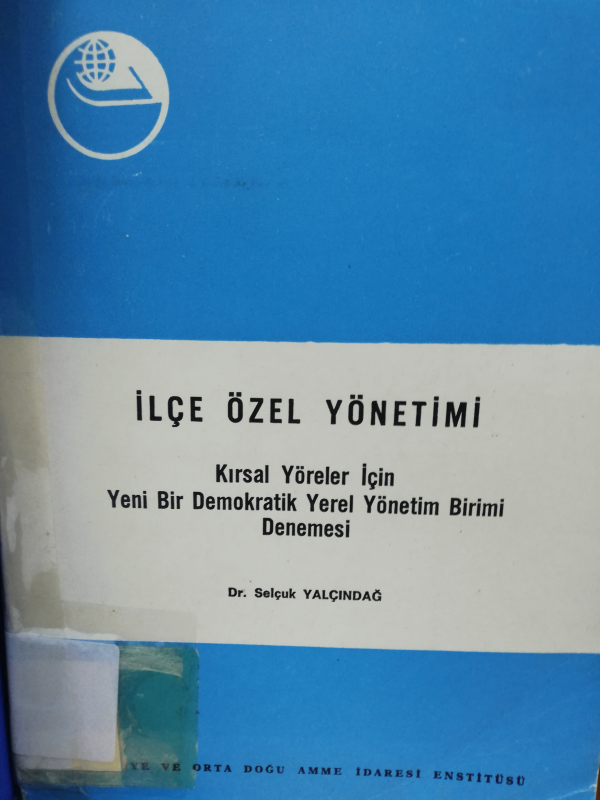 İLÇE ÖZEL YÖNETİMİ
Kırsal Yöreler İçin
Yeni Bir Demokratik Yerel Yönetim Birimi
Denemesi
Dr. Selçuk YALÇINDAĞ
VE ORTA DOĞU AMME İDARESİ ENSTİTÜSÜ